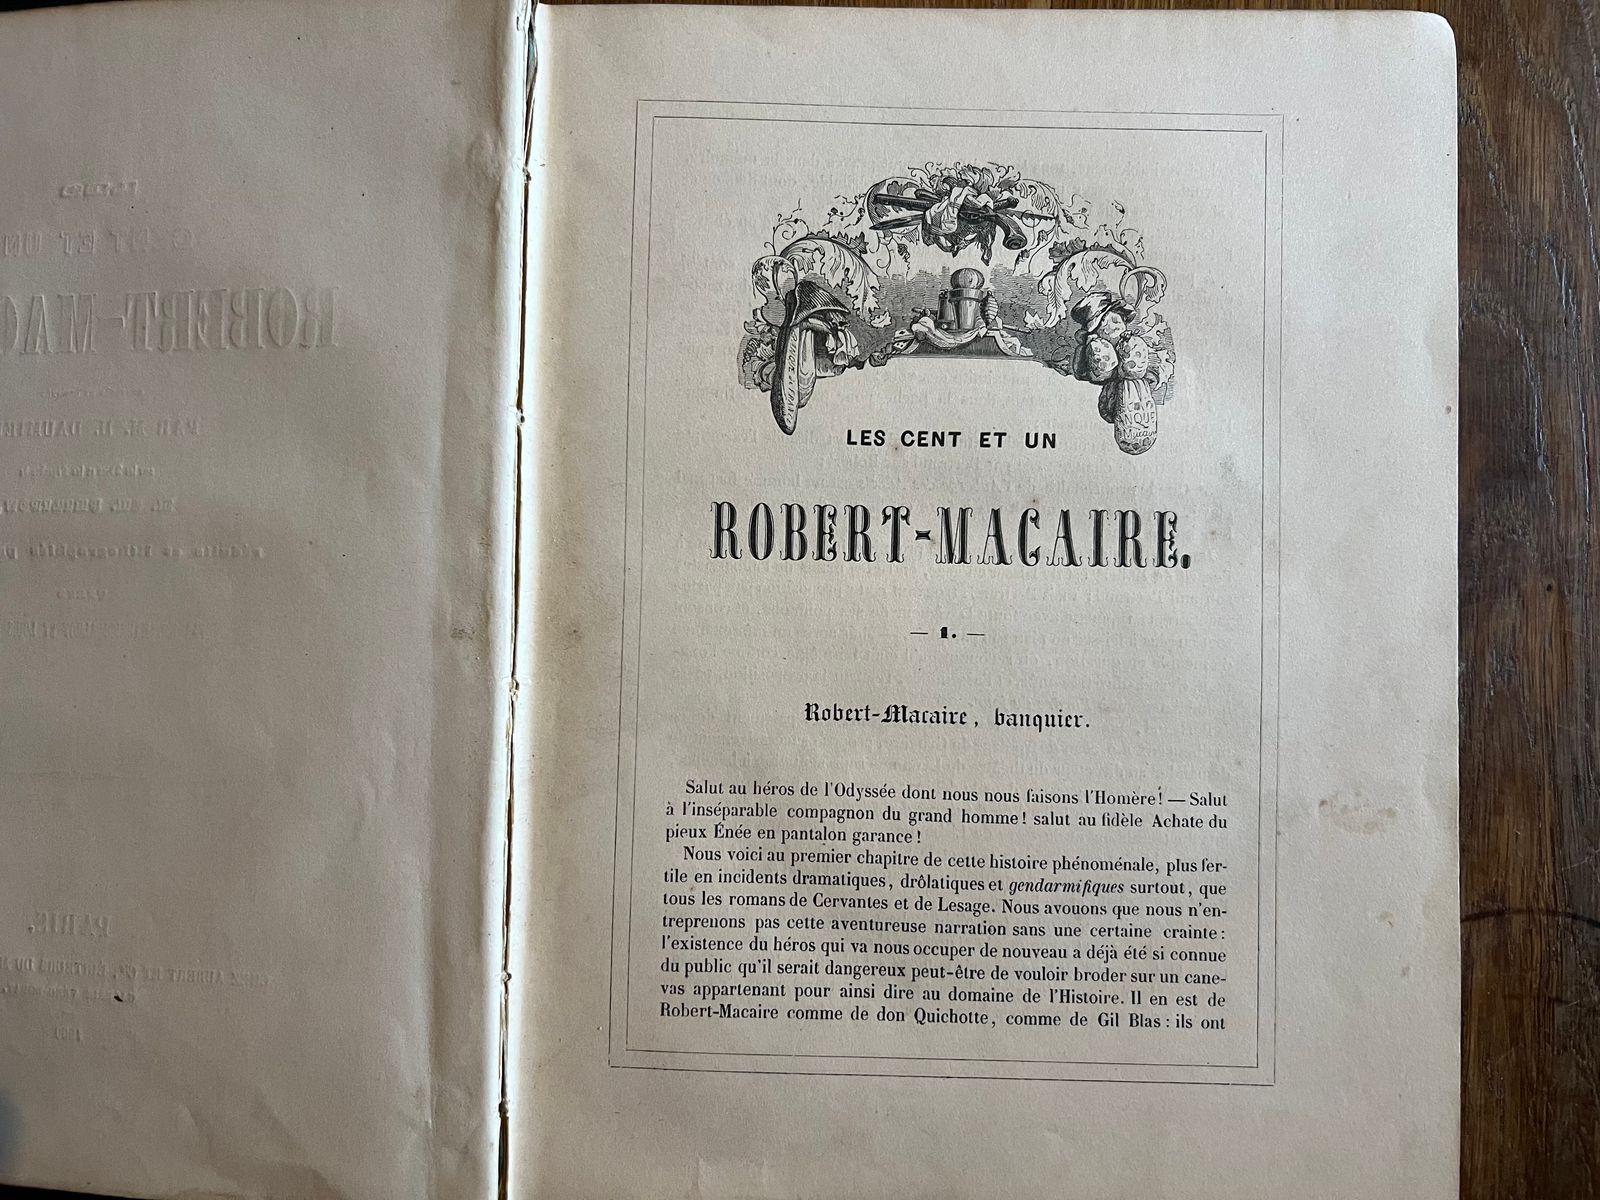 BANQUE DE FRANCE
BANQUE
LES CENT ET UN
ROBERT-MACAIRE.
— 1. —
Robert-Macaire, banquier.
Salut au héros de l'Odyssée dont nous nous faisons l'Homère! — Salut
à l'inséparable compagnon du grand homme! salut au fidèle Achate du
pieux Énée en pantalon garance!
Nous voici au premier chapitre de cette histoire phénoménale, plus fer-
tile en incidents dramatiques, drôlatiques et gendarmifiques surtout, que
tous les romans de Cervantes et de Lesage. Nous avouons que nous n'en-
treprenons pas cette aventureuse narration sans une certaine crainte:
l'existence du héros qui va nous occuper de nouveau a déjà été si connue
du public qu'il serait dangereux peut-être de vouloir broder sur un cane-
vas appartenant pour ainsi dire au domaine de l'Histoire. Il en est de
Robert-Macaire comme de don Quichotte, comme de Gil Blas: ils ont